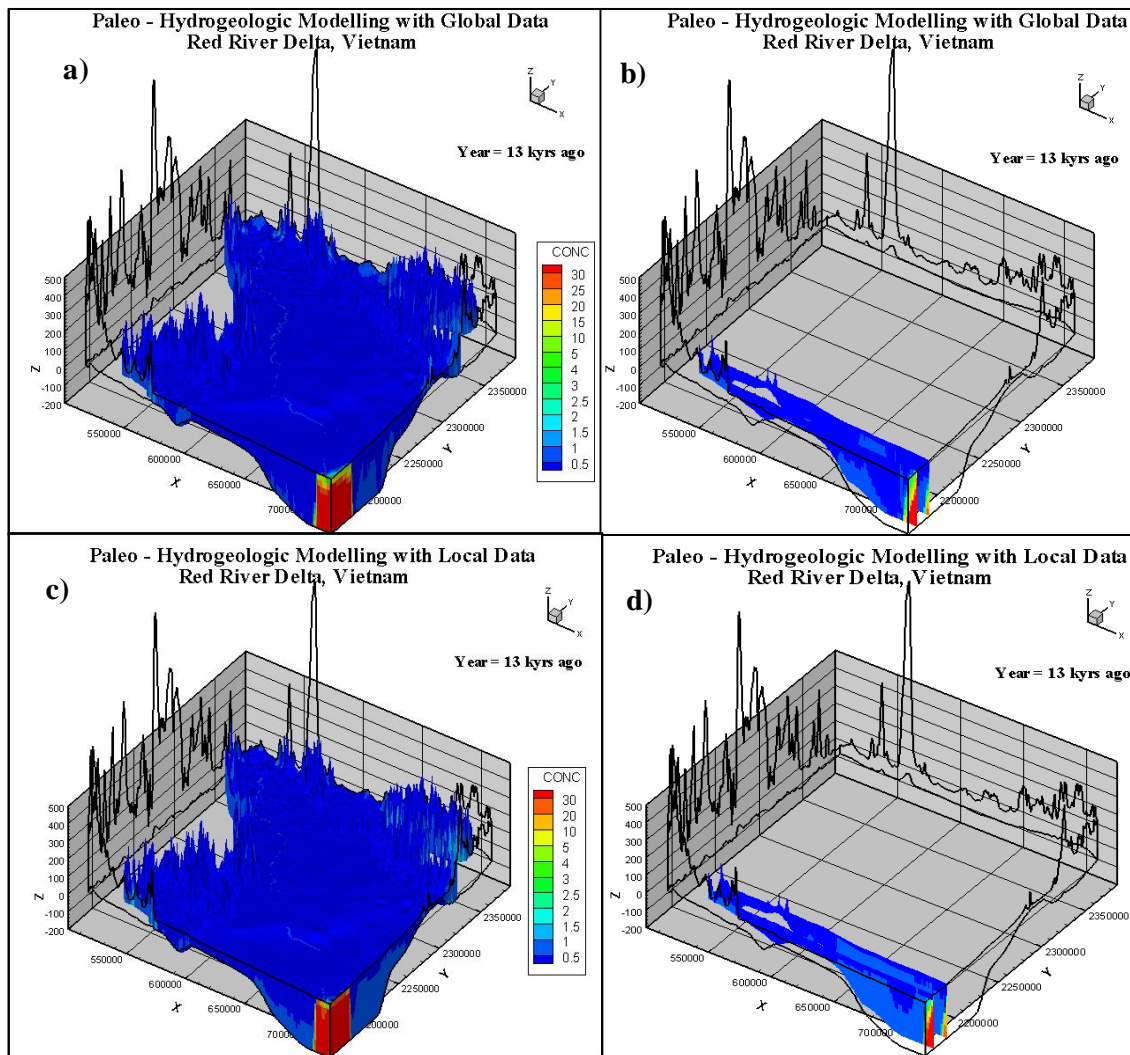 Paleo - Hydrogeologic Modelling with Global Data
Red River Delta, Vietnam
a)
Z
Y
X
Year = 13 kyrs ago
CONC
30
25
20
15
10
5
4
3
2.5
2
1.5
1
0.5
500
400
300
200
100
0
-100
-200
Z
550000
600000
650000
700000
X
2200000
2250000
2300000
2350000
Y
Paleo - Hydrogeologic Modelling with Global Data
Red River Delta, Vietnam
b)
Z
Y
X
Year = 13 kyrs ago
500
400
300
200
100
0
-100
-200
Z
550000
600000
650000
700000
X
2200000
2250000
2300000
2350000
Y
Paleo - Hydrogeologic Modelling with Local Data
Red River Delta, Vietnam
c)
Z
Y
X
Year = 13 kyrs ago
CONC
30
20
10
5
4
3
2.5
2
1.5
1
0.5
500
400
300
200
100
0
-100
-200
Z
550000
600000
650000
700000
X
2200000
2250000
2300000
2350000
Y
Paleo - Hydrogeologic Modelling with Local Data
Red River Delta, Vietnam
d)
Z
Y
X
Year = 13 kyrs ago
500
400
300
200
100
0
-100
-200
Z
550000
600000
650000
700000
X
2200000
2250000
2300000
2350000
Y